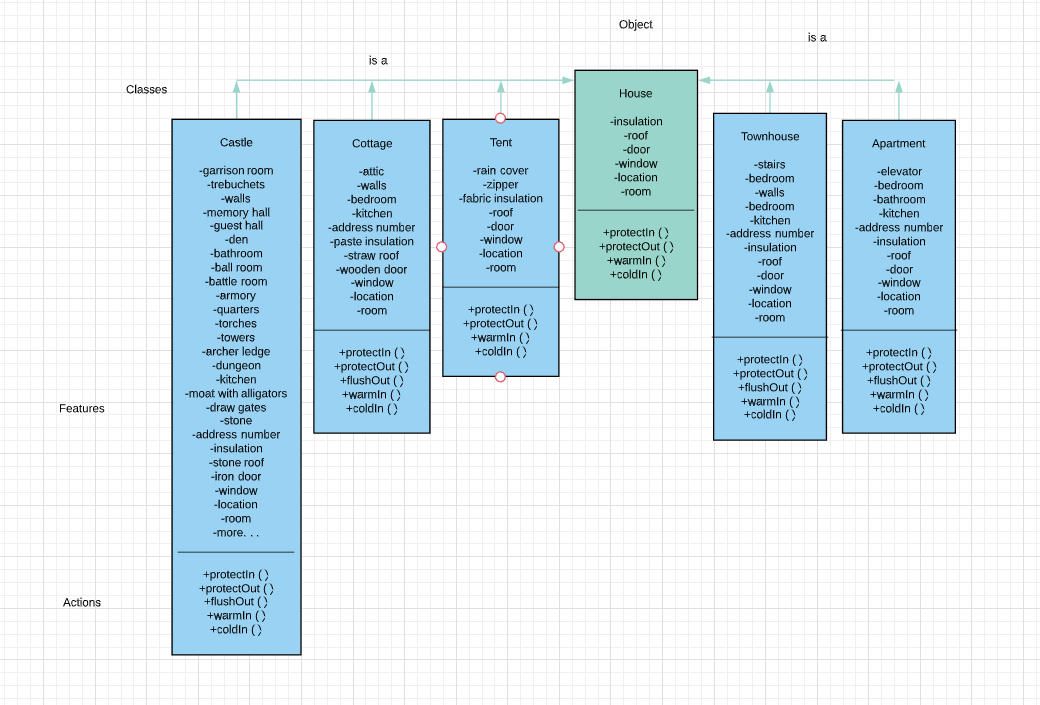 Object
is a
is a
Classes
Features
Actions
Castle
-garrison room
-trebuchets
-walls
-memory hall
-guest hall
-den
-bathroom
-ball room
-battle room
-armory
-quarters
-torches
-towers
-archer ledge
-dungeon
-kitchen
-moat with alligators
-draw gates
-stone
-address number
-insulation
-stone roof
-iron door
-window
-location
-room
-more. . .
+protectIn ( )
+protectOut ( )
+flushOut ( )
+warmIn ( )
+coldIn ( )
Cottage
-attic
-walls
-bedroom
-kitchen
-address number
-paste insulation
-straw roof
-wooden door
-window
-location
-room
+protectIn ( )
+protectOut ( )
+flushOut ( )
+warmIn ( )
+coldIn ( )
Tent
-rain cover
-zipper
-fabric insulation
-roof
-door
-window
-location
-room
+protectIn ( )
+protectOut ( )
+warmIn ( )
+coldIn ( )
House
-insulation
-roof
-door
-window
-location
-room
+protectIn ( )
+protectOut ( )
+warmIn ( )
+coldIn ( )
Townhouse
-stairs
-bedroom
-walls
-bedroom
-kitchen
-address number
-insulation
-roof
-door
-window
-location
-room
+protectIn ( )
+protectOut ( )
+flushOut ( )
+warmIn ( )
+coldIn ( )
Apartment
-elevator
-bedroom
-bathroom
-kitchen
-address number
-insulation
-roof
-door
-window
-location
-room
+protectIn ( )
+protectOut ( )
+flushOut ( )
+warmIn ( )
+coldIn ( )